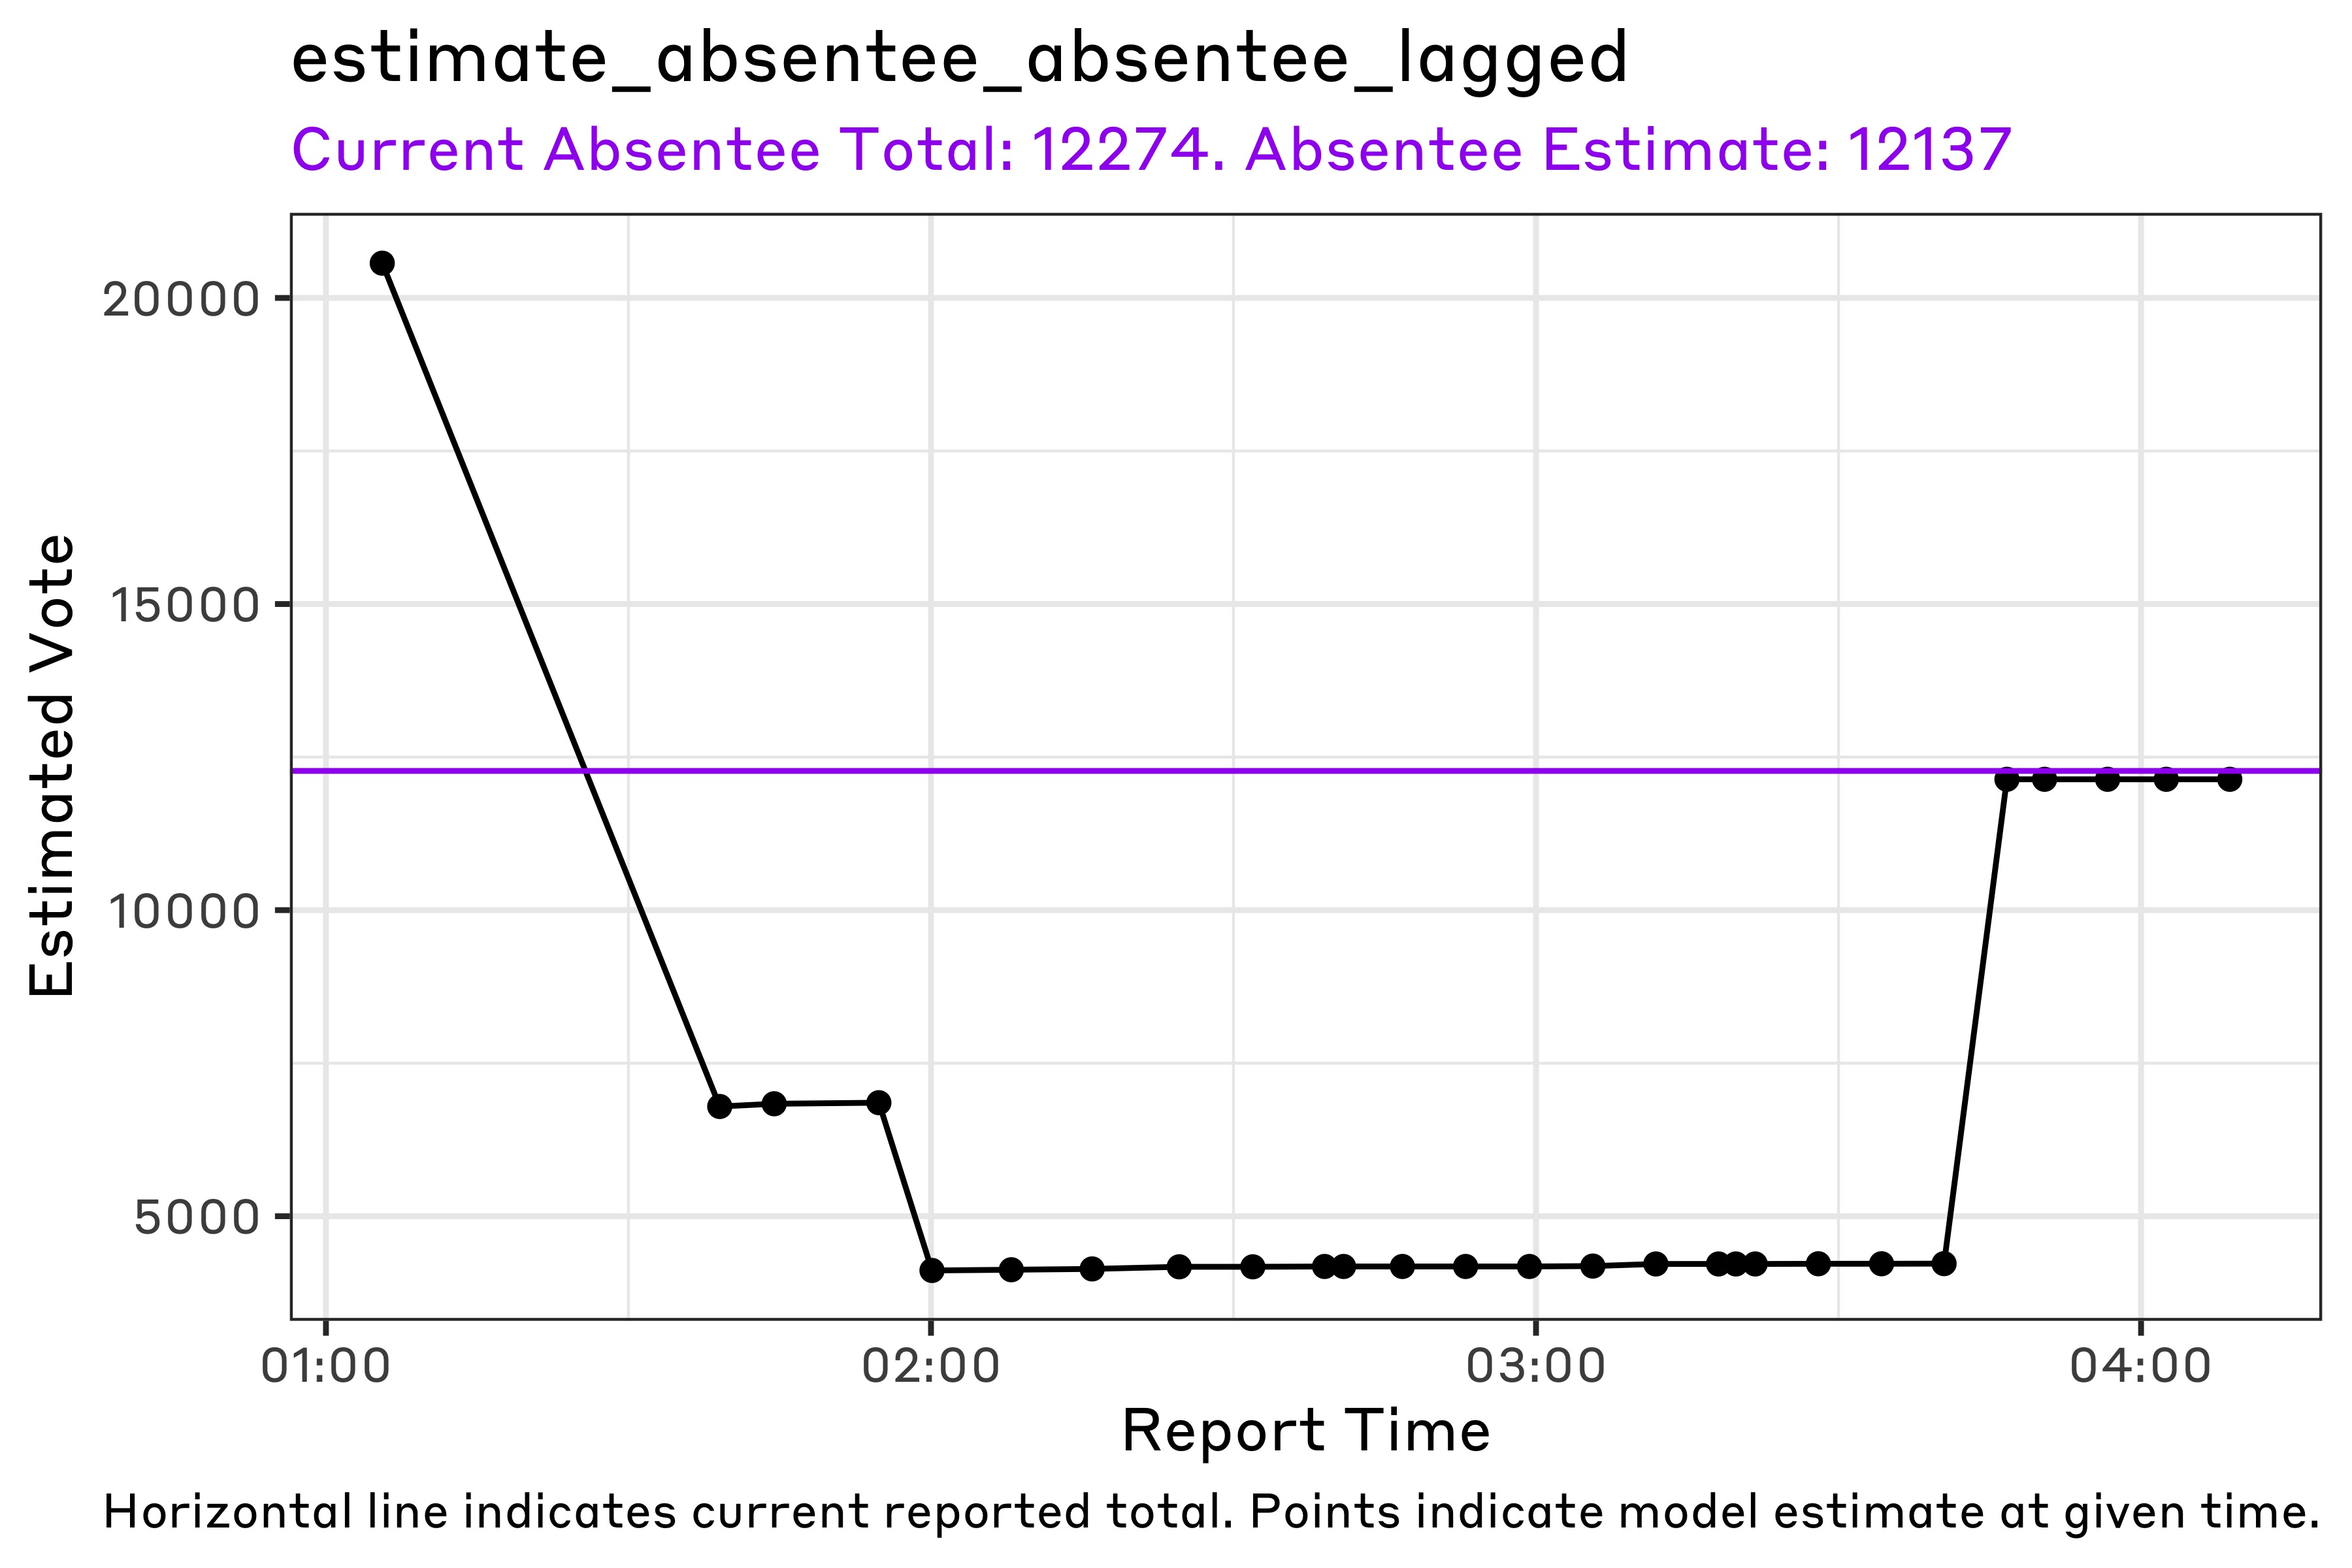 estimate_absentee_absentee_lagged
Current Absentee Total: 12274. Absentee Estimate: 12137
Estimated Vote
20000
15000
10000
5000
01:00 02:00 03:00 04:00
Report Time
Horizontal line indicates current reported total. Points indicate model estimate at given time.